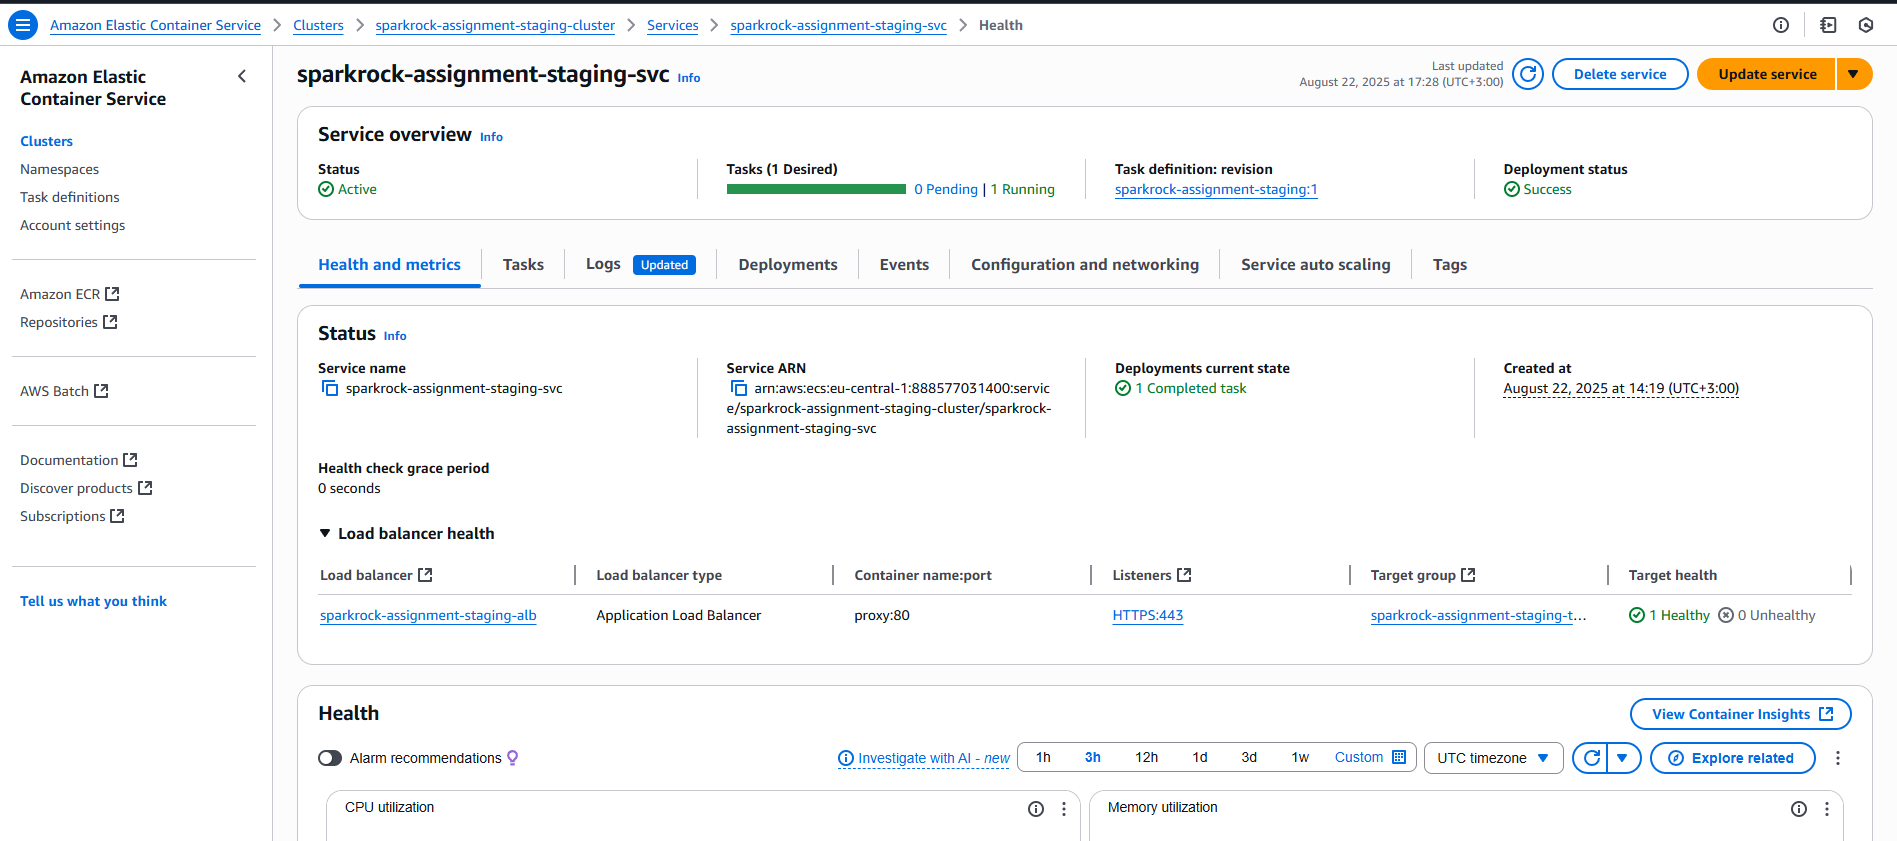 Amazon Elastic Container Service > Clusters > sparkrock-assignment-staging-cluster > Services > sparkrock-assignment-staging-svc > Health
Amazon Elastic
Container Service
Clusters
Namespaces
Task definitions
Account settings
Amazon ECR
Repositories
AWS Batch
Documentation
Discover products
Subscriptions
Tell us what you think
sparkrock-assignment-staging-svc Info
Last updated
August 22, 2025 at 17:28 (UTC+3:00)
Delete service
Update service
Service overview Info
Status
Active
Tasks (1 Desired)
0 Pending | 1 Running
Task definition: revision
sparkrock-assignment-staging:1
Deployment status
Success
Health and metrics
Tasks
Logs Updated
Deployments
Events
Configuration and networking
Service auto scaling
Tags
Status Info
Service name
sparkrock-assignment-staging-svc
Service ARN
arn:aws:ecs:eu-central-1:888577031400:servic
e/sparkrock-assignment-staging-cluster/sparkrock-
assignment-staging-svc
Deployments current state
1 Completed task
Created at
August 22, 2025 at 14:19 (UTC+3:00)
Health check grace period
0 seconds
Load balancer health
Load balancer
Load balancer type
Container name:port
Listeners
Target group
Target health
sparkrock-assignment-staging-alb
Application Load Balancer
proxy:80
HTTPS:443
sparkrock-assignment-staging-t...
1 Healthy 0 Unhealthy
Health
View Container Insights
Alarm recommendations
Investigate with AI - new
1h 3h 12h 1d 3d 1w Custom
UTC timezone
Explore related
CPU utilization
Memory utilization